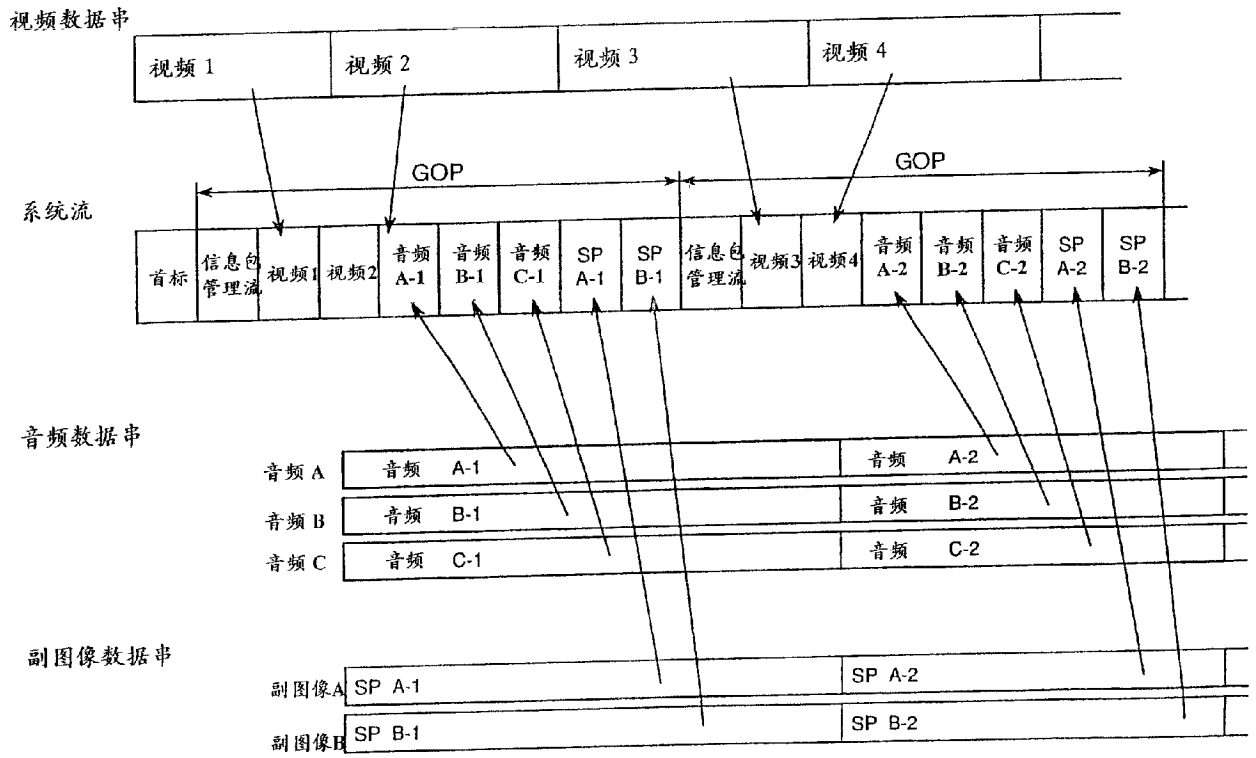 视频数据串
视频 1
视频 2
视频 3
视频 4
GOP
GOP
系统流
首标
信息包
管理流
视频1
视频2
音频
A-1
音频
B-1
音频
C-1
SP
A-1
SP
B-1
信息包
管理流
视频3
视频4
音频
A-2
音频
B-2
音频
C-2
SP
A-2
SP
B-2
音频数据串
音频 A
音频 A-1
音频 A-2
音频 B
音频 B-1
音频 B-2
音频 C
音频 C-1
音频 C-2
副图像数据串
副图像A
SP A-1
SP A-2
副图像B
SP B-1
SP B-2